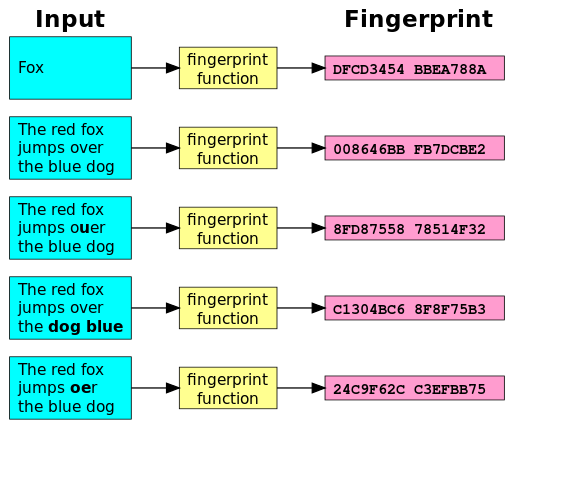 Input Fingerprint
Fox
fingerprint
function
DFCD3454 BBEA788A
The red fox
jumps over
the blue dog
fingerprint
function
008646BB FB7DCBE2
The red fox
jumps ouer
the blue dog
fingerprint
function
8FD87558 78514F32
The red fox
jumps over
the dog blue
fingerprint
function
C1304BC6 8F8F75B3
The red fox
jumps oer
the blue dog
fingerprint
function
24C9F62C C3EFBB75